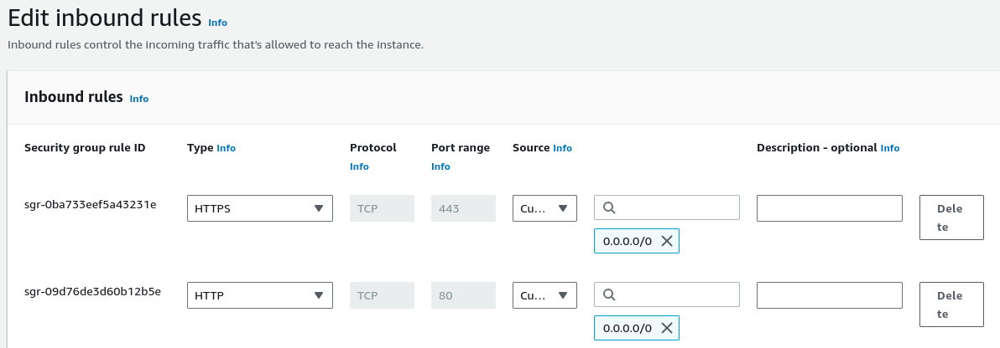 Edit inbound rules Info
Inbound rules control the incoming traffic that's allowed to reach the instance.
Inbound rules Info
Security group rule ID Type Info Protocol Info Port range Info Source Info Description - optional Info
sgr-0ba733eef5a43231e HTTPS TCP 443 Cu... Dele
te
0.0.0.0/0
sgr-09d76de3d60b12b5e HTTP TCP 80 Cu... Dele
te
0.0.0.0/0